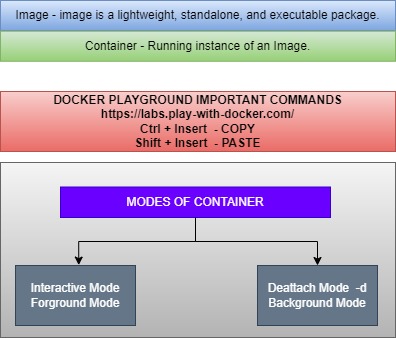 Image - image is a lightweight, standalone, and executable package.
Container - Running instance of an Image.
DOCKER PLAYGROUND IMPORTANT COMMANDS
https://labs.play-with-docker.com/
Ctrl + Insert - COPY
Shift + Insert - PASTE
MODES OF CONTAINER
Interactive Mode
Forground Mode
Deattach Mode -d
Background Mode